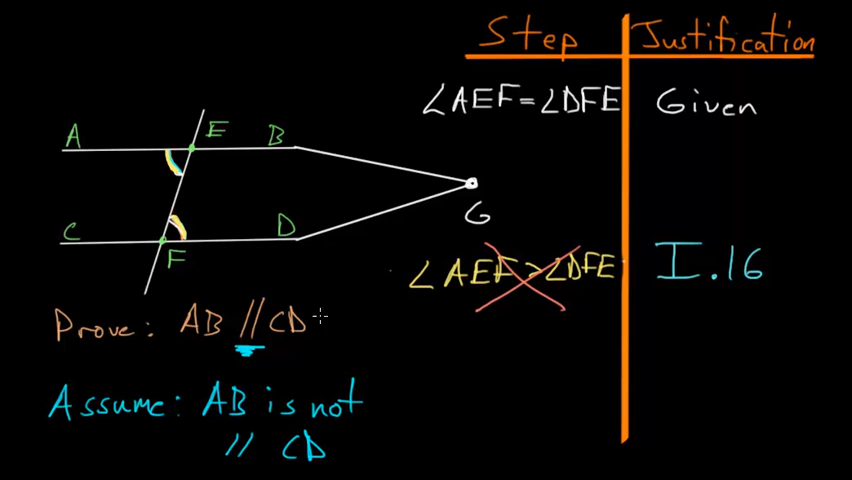 Step Justification
∠AEF=∠DFE Given
A E B
G
C F D
∠AEF>∠DFE I.16
Prove: AB // CD
Assume: AB is not
// CD